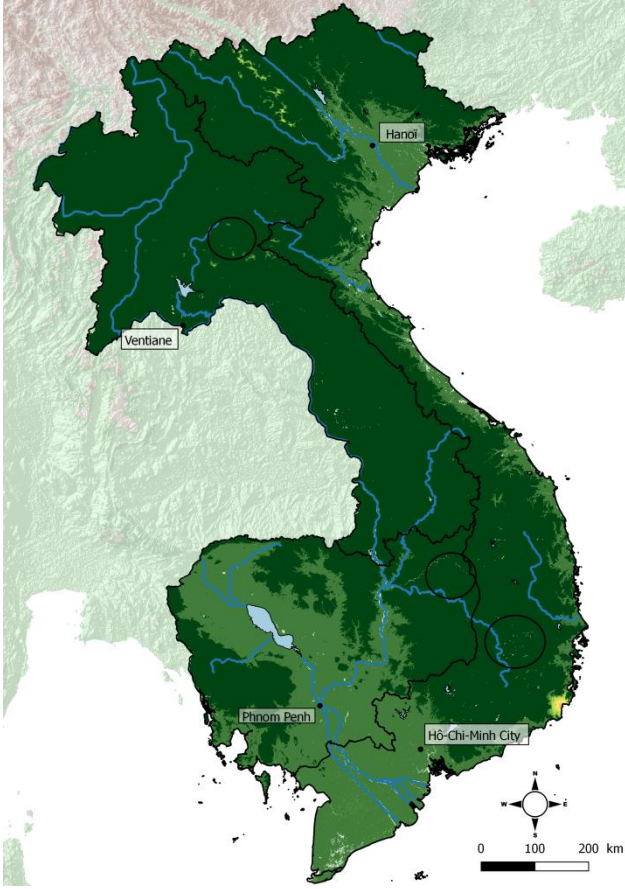 Hanoï
Ventiane
Phnom Penh
Hô-Chi-Minh City
N
W E
S
0 100 200 km